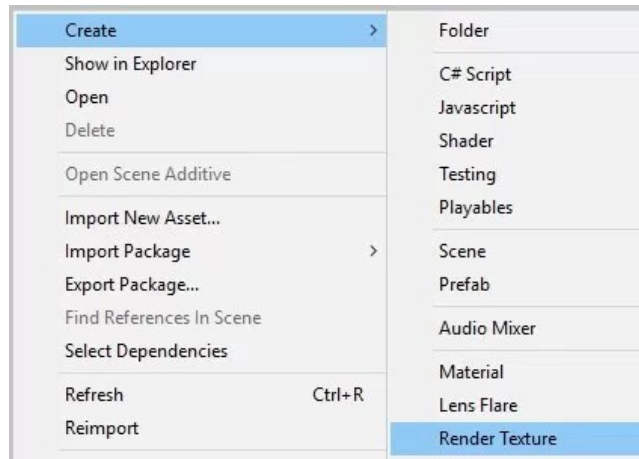 Create
Show in Explorer
Open
Delete
Open Scene Additive
Import New Asset...
Import Package
Export Package...
Find References In Scene
Select Dependencies
Refresh Ctrl+R
Reimport
Folder
C# Script
Javascript
Shader
Testing
Playables
Scene
Prefab
Audio Mixer
Material
Lens Flare
Render Texture